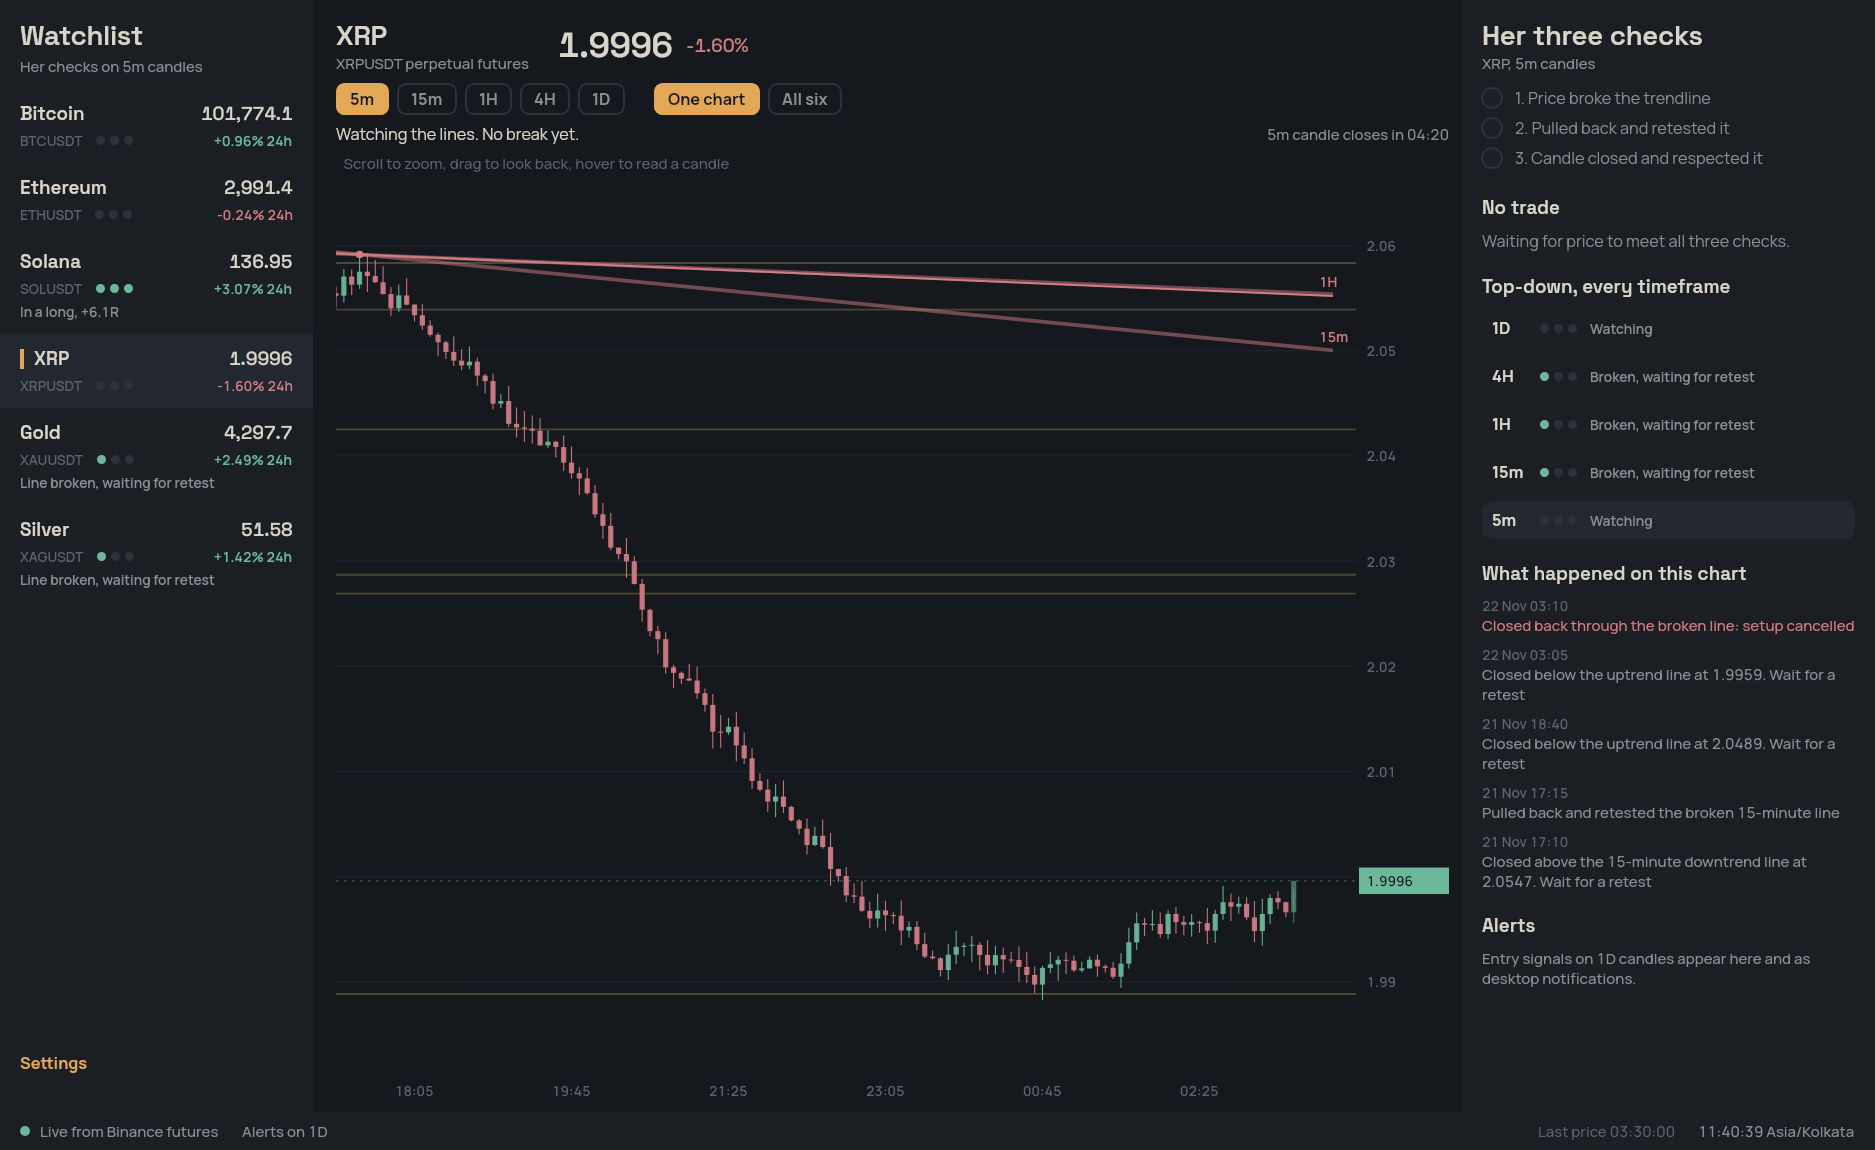 Watchlist
Her checks on 5m candles
Bitcoin 101,774.1
BTCUSDT +0.96% 24h
Ethereum 2,991.4
ETHUSDT -0.24% 24h
Solana 136.95
SOLUSDT +3.07% 24h
In a long, +6.1R
XRP 1.9996
XRPUSDT -1.60% 24h
Gold 4,297.7
XAUUSDT +2.49% 24h
Line broken, waiting for retest
Silver 51.58
XAGUSDT +1.42% 24h
Line broken, waiting for retest
Settings
XRP 1.9996 -1.60%
XRPUSDT perpetual futures
5m 15m 1H 4H 1D One chart All six
Watching the lines. No break yet. 5m candle closes in 04:20
Scroll to zoom, drag to look back, hover to read a candle
2.06
1H
15m
2.05
2.04
2.03
2.02
2.01
1.9996
1.99
18:05 19:45 21:25 23:05 00:45 02:25
Her three checks
XRP, 5m candles
1. Price broke the trendline
2. Pulled back and retested it
3. Candle closed and respected it
No trade
Waiting for price to meet all three checks.
Top-down, every timeframe
1D Watching
4H Broken, waiting for retest
1H Broken, waiting for retest
15m Broken, waiting for retest
5m Watching
What happened on this chart
22 Nov 03:10
Closed back through the broken line: setup cancelled
22 Nov 03:05
Closed below the uptrend line at 1.9959. Wait for a
retest
21 Nov 18:40
Closed below the uptrend line at 2.0489. Wait for a
retest
21 Nov 17:15
Pulled back and retested the broken 15-minute line
21 Nov 17:10
Closed above the 15-minute downtrend line at
2.0547. Wait for a retest
Alerts
Entry signals on 1D candles appear here and as
desktop notifications.
Live from Binance futures Alerts on 1D Last price 03:30:00 11:40:39 Asia/Kolkata